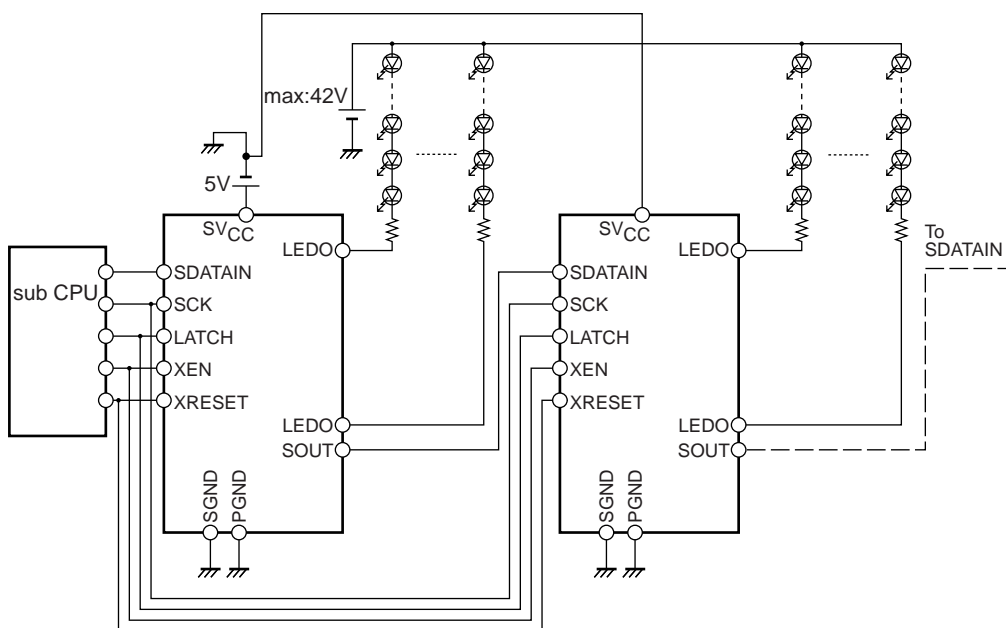 max:42V
5V
SVCC
LEDO
sub CPU
SDATAIN
SCK
LATCH
XEN
XRESET
LEDO
SOUT
SGND
PGND
SVCC
LEDO
To
SDATAIN
SDATAIN
SCK
LATCH
XEN
XRESET
LEDO
SOUT
SGND
PGND